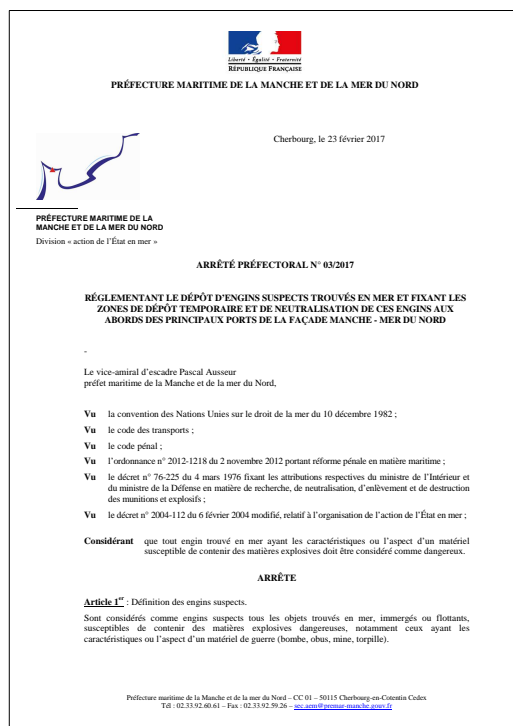 Liberté • Égalité • Fraternité
RÉPUBLIQUE FRANÇAISE
PRÉFECTURE MARITIME DE LA MANCHE ET DE LA MER DU NORD
Cherbourg, le 23 février 2017
PRÉFECTURE MARITIME DE LA
MANCHE ET DE LA MER DU NORD
Division « action de l'État en mer »
ARRÊTÉ PRÉFECTORAL N° 03/2017
RÉGLEMENTANT LE DÉPÔT D'ENGINS SUSPECTS TROUVÉS EN MER ET FIXANT LES
ZONES DE DÉPÔT TEMPORAIRE ET DE NEUTRALISATION DE CES ENGINS AUX
ABORDS DES PRINCIPAUX PORTS DE LA FAÇADE MANCHE - MER DU NORD
-
Le vice-amiral d'escadre Pascal Ausseur
préfet maritime de la Manche et de la mer du Nord,
Vu la convention des Nations Unies sur le droit de la mer du 10 décembre 1982 ;
Vu le code des transports ;
Vu le code pénal ;
Vu l'ordonnance n° 2012-1218 du 2 novembre 2012 portant réforme pénale en matière maritime ;
Vu le décret n° 76-225 du 4 mars 1976 fixant les attributions respectives du ministre de l'Intérieur et
du ministre de la Défense en matière de recherche, de neutralisation, d'enlèvement et de destruction
des munitions et explosifs ;
Vu le décret n° 2004-112 du 6 février 2004 modifié, relatif à l'organisation de l'action de l'État en mer ;
Considérant que tout engin trouvé en mer ayant les caractéristiques ou l'aspect d'un matériel
susceptible de contenir des matières explosives doit être considéré comme dangereux.
ARRÊTE
Article 1er : Définition des engins suspects.
Sont considérés comme engins suspects tous les objets trouvés en mer, immergés ou flottants,
susceptibles de contenir des matières explosives dangereuses, notamment ceux ayant les
caractéristiques ou l'aspect d'un matériel de guerre (bombe, obus, mine, torpille).
Préfecture maritime de la Manche et de la mer du Nord – CC 01 – 50115 Cherbourg-en-Cotentin Cedex
Tél : 02.33.92.60.61 – Fax : 02.33.92.59.26 – sec.aem@premar-manche.gouv.fr